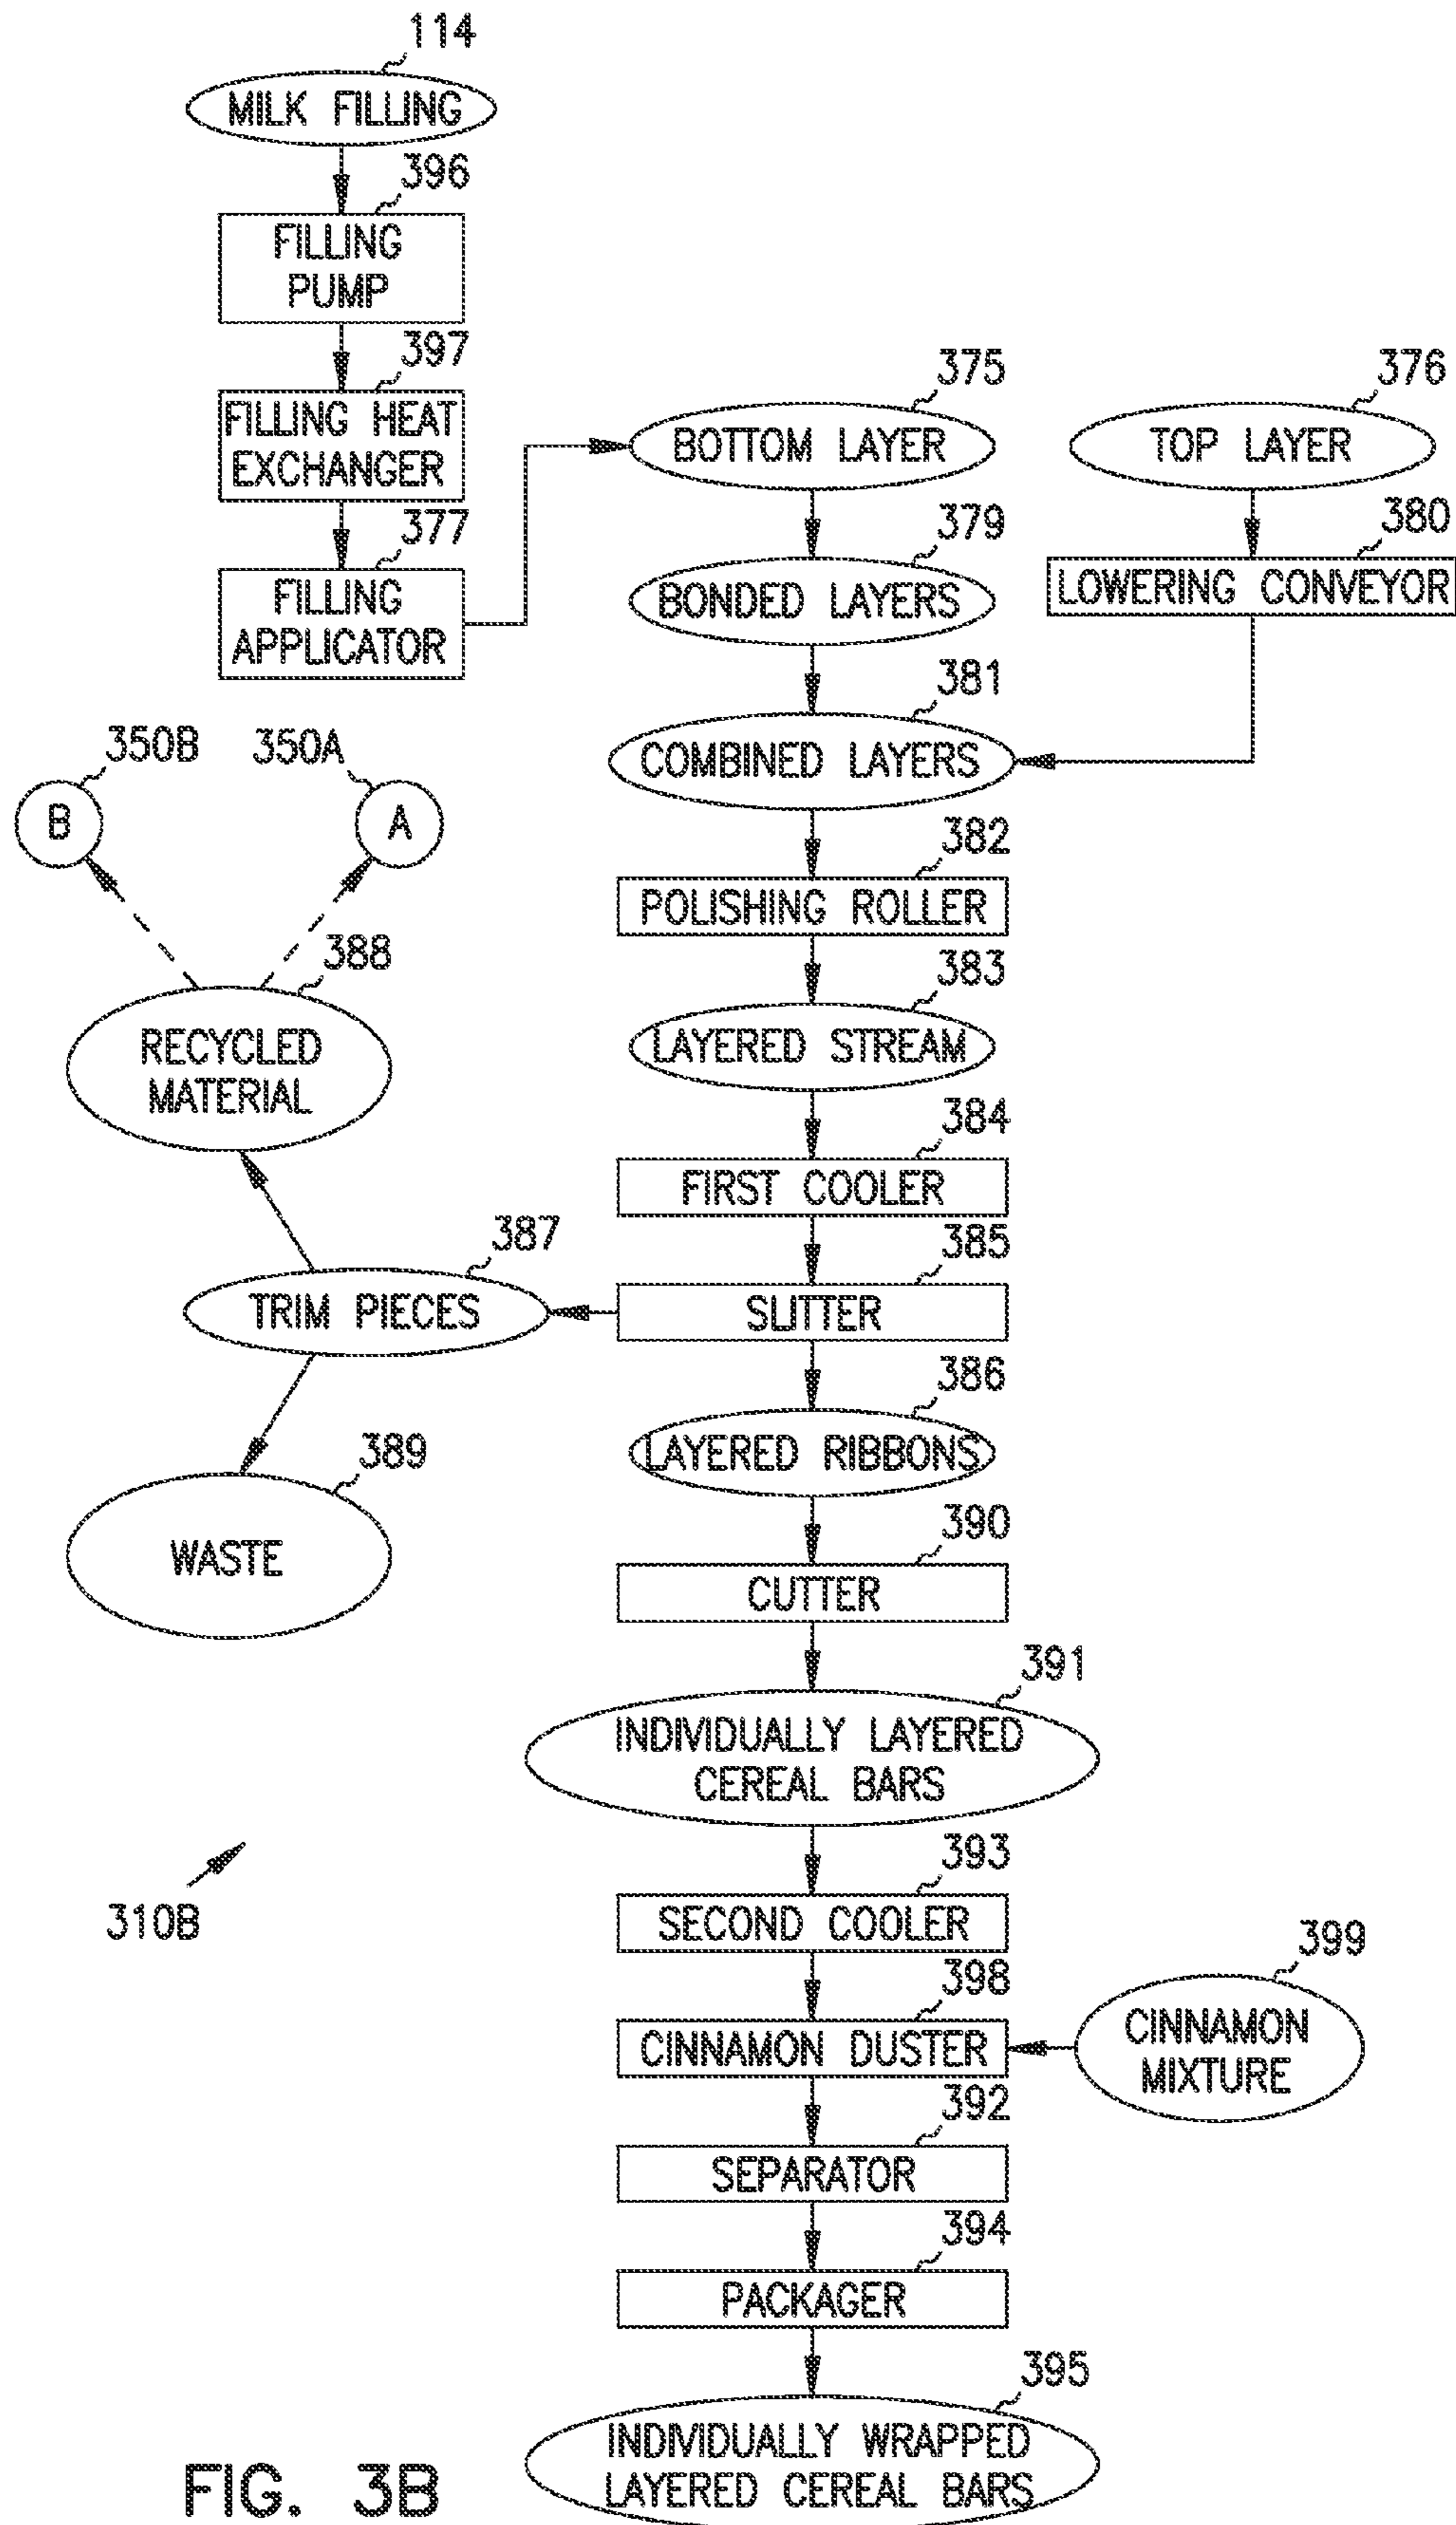 114
MILK FILLING
396
FILLING
PUMP
397
FILLING HEAT
EXCHANGER
377
FILLING
APPLICATOR
375
BOTTOM LAYER
376
TOP LAYER
379
BONDED LAYERS
380
LOWERING CONVEYOR
381
COMBINED LAYERS
350B
B
350A
A
382
POLISHING ROLLER
388
RECYCLED
MATERIAL
383
LAYERED STREAM
384
FIRST COOLER
387
TRIM PIECES
385
SLITTER
386
LAYERED RIBBONS
389
WASTE
390
CUTTER
391
INDIVIDUALLY LAYERED
CEREAL BARS
310B
393
SECOND COOLER
398
CINNAMON DUSTER
399
CINNAMON
MIXTURE
392
SEPARATOR
394
PACKAGER
395
INDIVIDUALLY WRAPPED
LAYERED CEREAL BARS
FIG. 3B